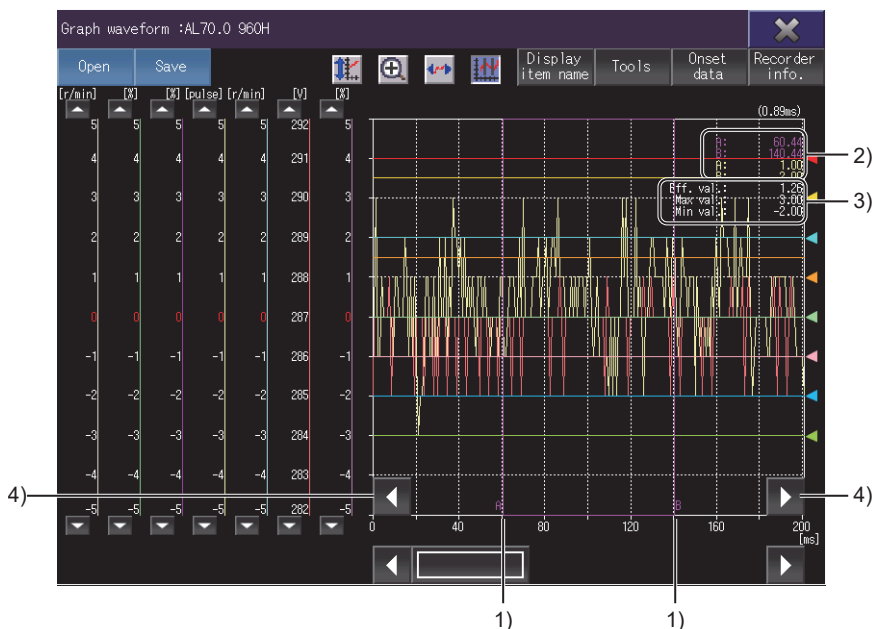 Graph waveform :AL70.0 960H
Open Save Display item name Tools Onset data Recorder info.
[r/min] [%] [%] [pulse] [r/min] [V] [%]
(0.89ms)
5 5 5 5 5 292 5
4 4 4 4 4 291 4
3 3 3 3 3 290 3
2 2 2 2 2 289 2
1 1 1 1 1 288 1
0 0 0 0 0 287 0
-1 -1 -1 -1 -1 286 -1
-2 -2 -2 -2 -2 285 -2
-3 -3 -3 -3 -3 284 -3
-4 -4 -4 -4 -4 283 -4
-5 -5 -5 -5 -5 282 -5
A: 60.44
B: 140.44
A: 1.00
B: 2.00
Eff. val.: 1.26
Max val.: 3.00
Min val.: -2.00
2)
3)
4)
4)
A B
0 40 80 120 160 200
[ms]
1) 1)